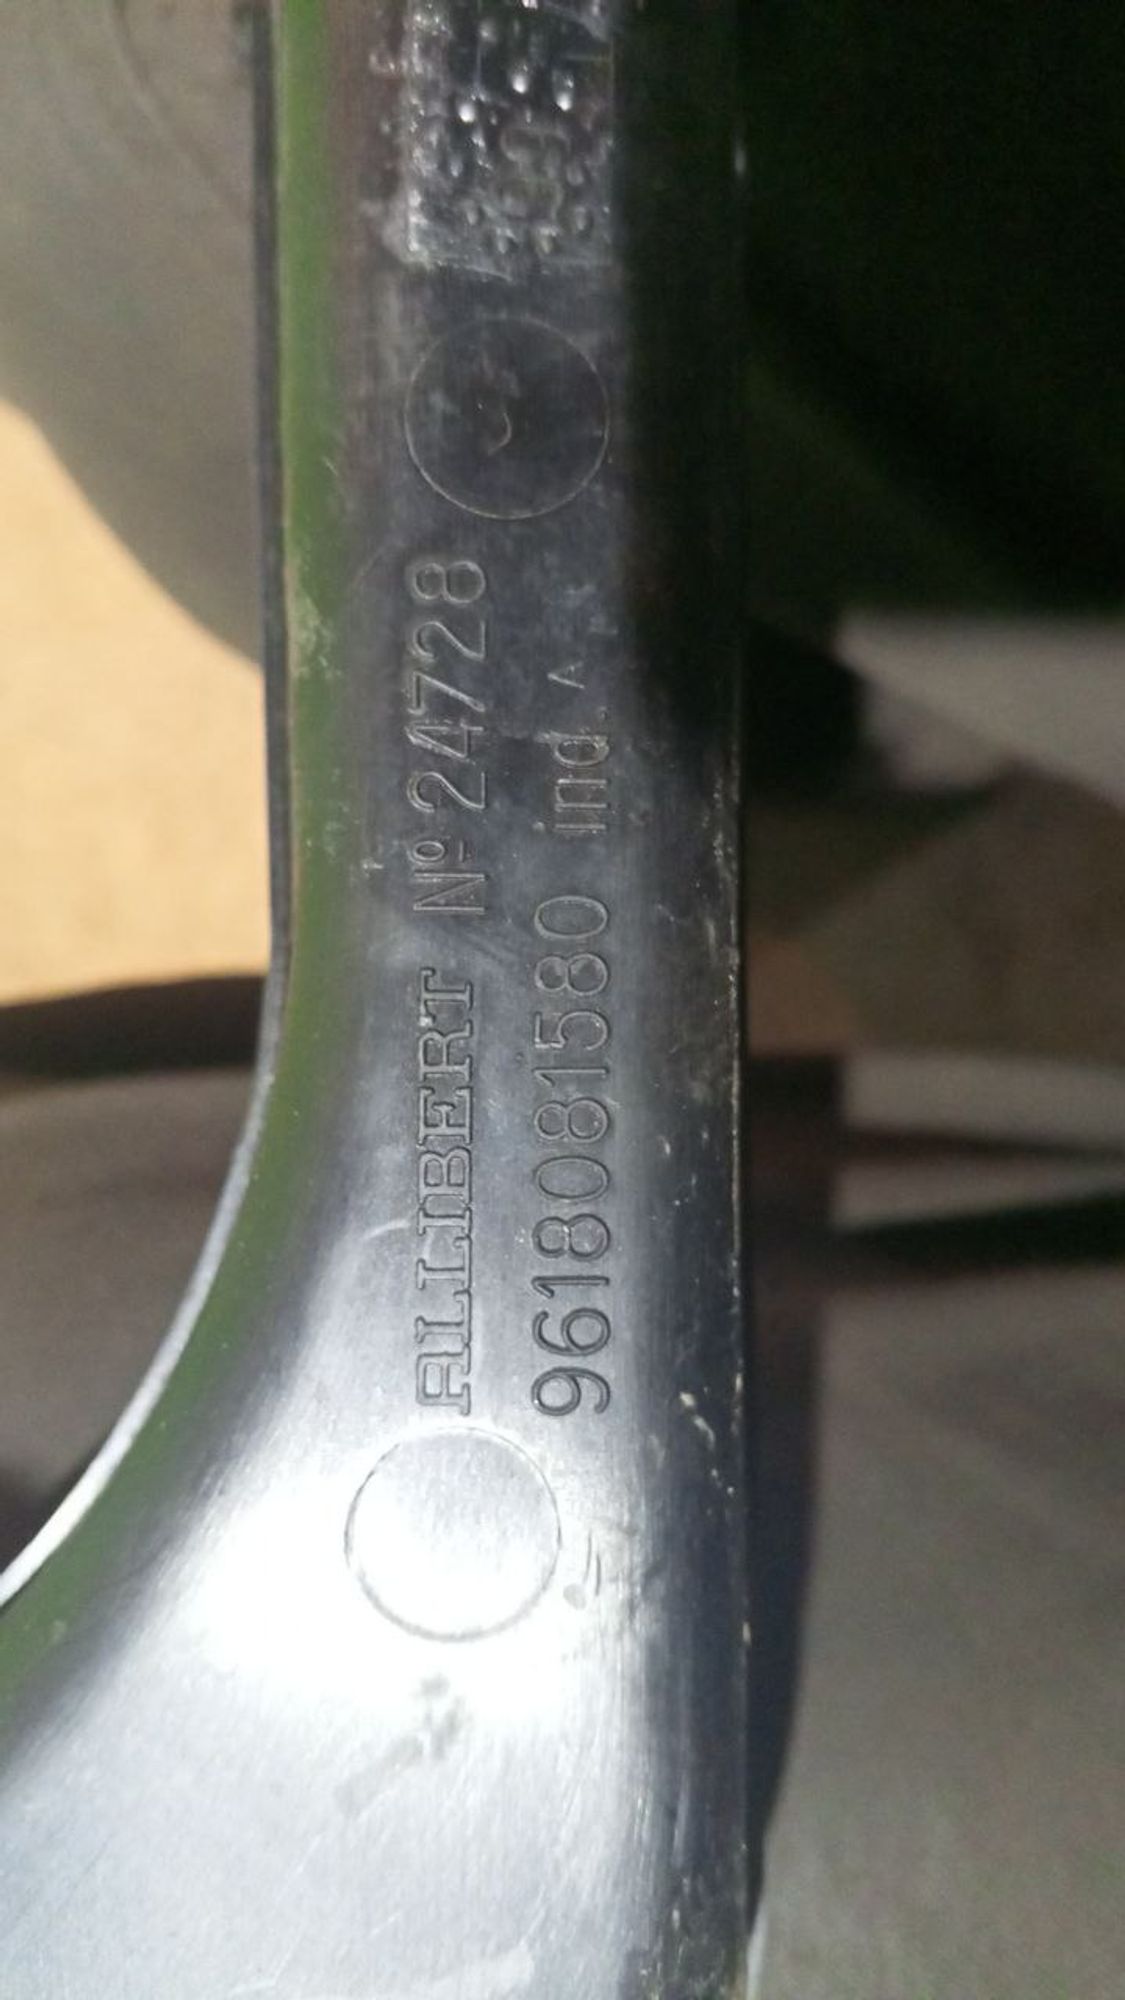 ALLIBERT Nº 24728
9618081580 ind. A